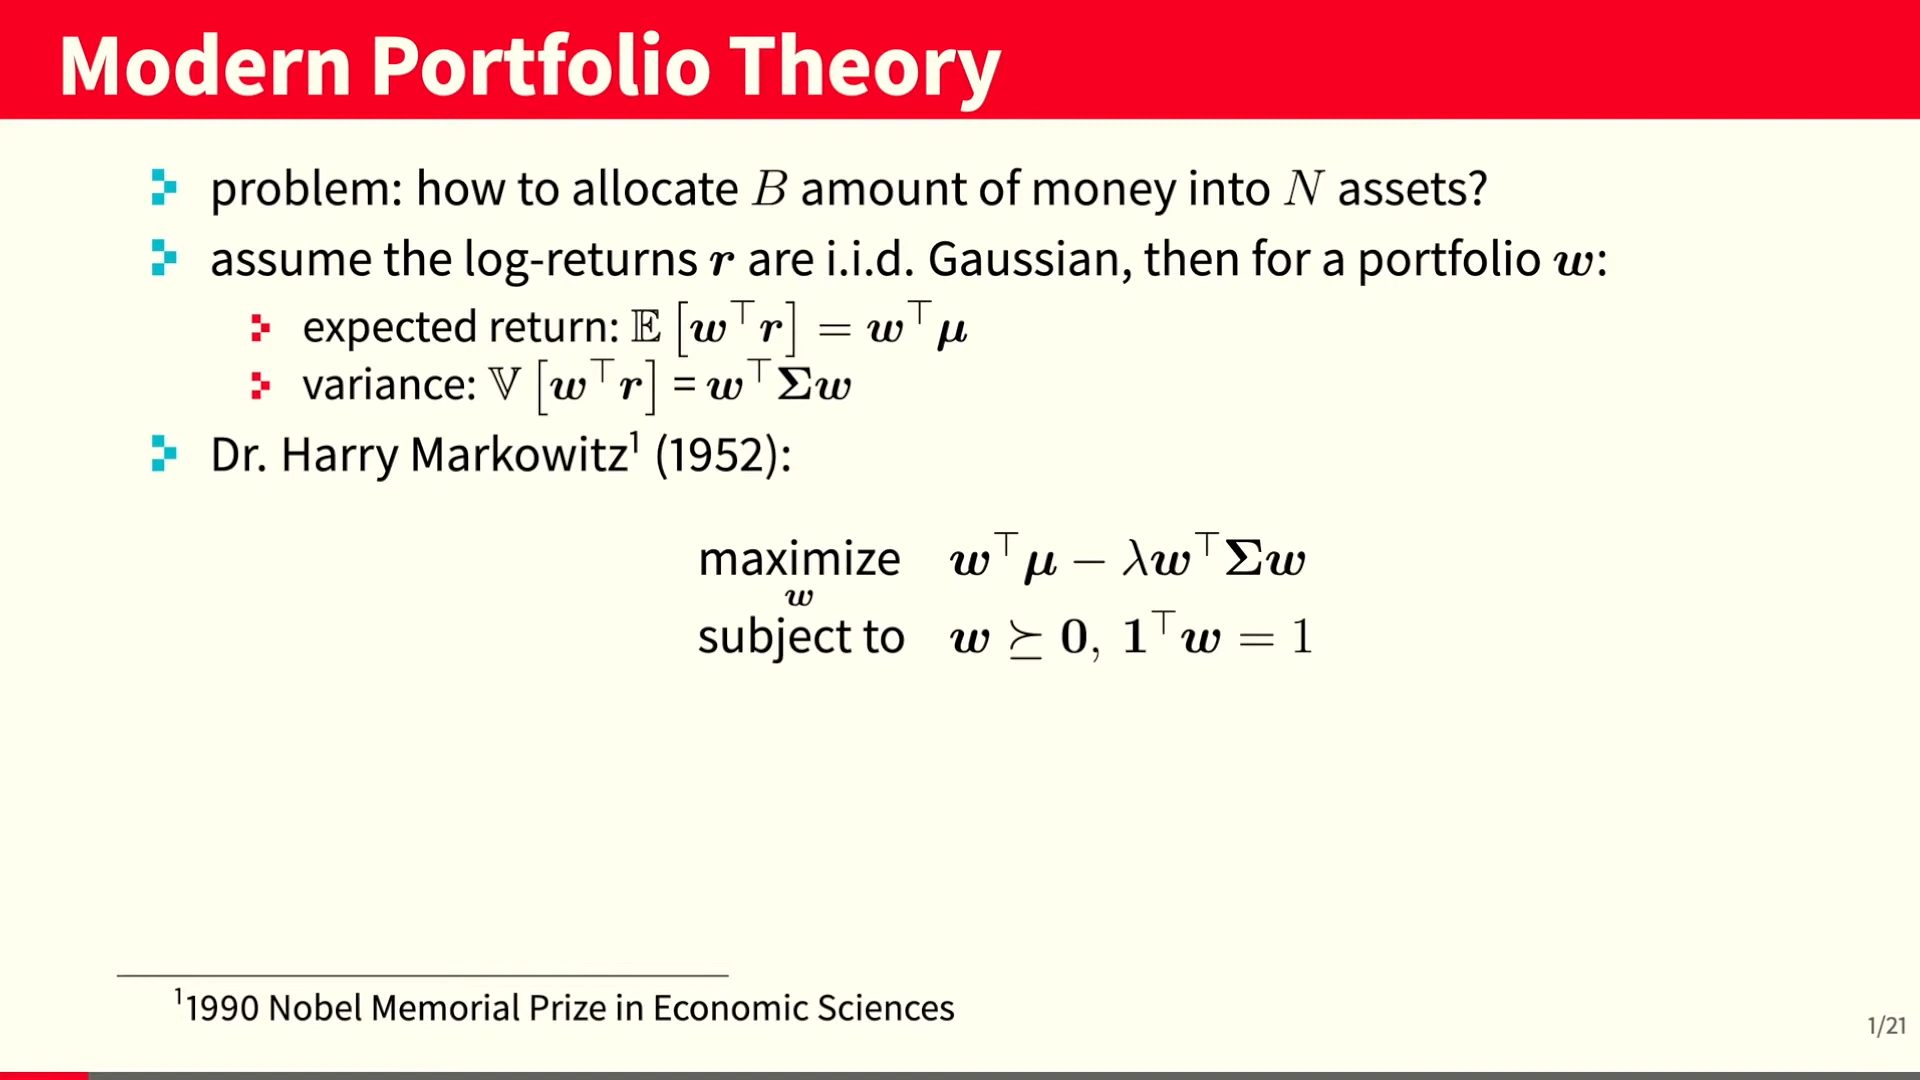 Modern Portfolio Theory
problem: how to allocate B amount of money into N assets?
assume the log-returns r are i.i.d. Gaussian, then for a portfolio w:
expected return: 𝔼 [w⊤r] = w⊤μ
variance: 𝕍 [w⊤r] = w⊤Σw
Dr. Harry Markowitz¹ (1952):
maximize w⊤μ − λw⊤Σw
w
subject to w ⪰ 0, 1⊤w = 1
¹1990 Nobel Memorial Prize in Economic Sciences
1/21